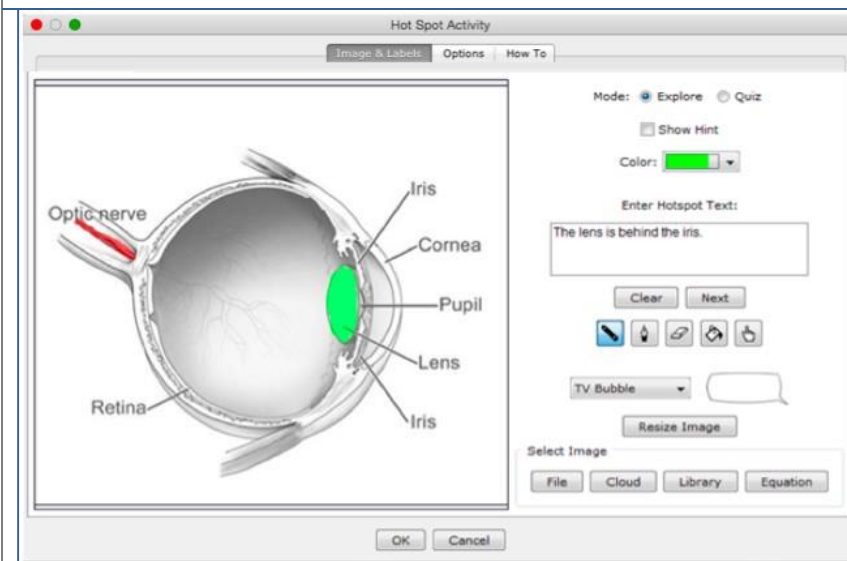 Hot Spot Activity
Image & Labels Options How To
Mode: Explore Quiz
Show Hint
Color:
Enter Hotspot Text:
The lens is behind the iris.
Clear Next
TV Bubble
Resize Image
Select Image
File Cloud Library Equation
Optic nerve
Iris
Cornea
Pupil
Lens
Retina
Iris
OK Cancel